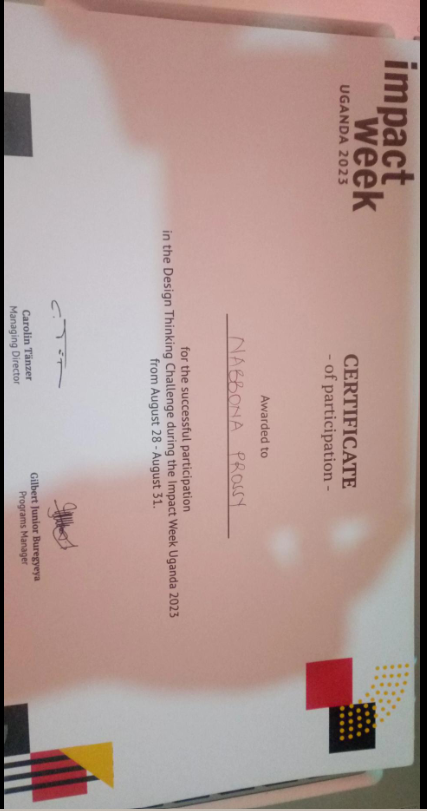 impact
week
UGANDA 2023
CERTIFICATE
- of participation -
Awarded to
NABBONA PROSSY
for the successful participation
in the Design Thinking Challenge during the Impact Week Uganda 2023
from August 28 - August 31.
Carolin Tänzer
Managing Director
Gilbert Junior Buregyeya
Programs Manager